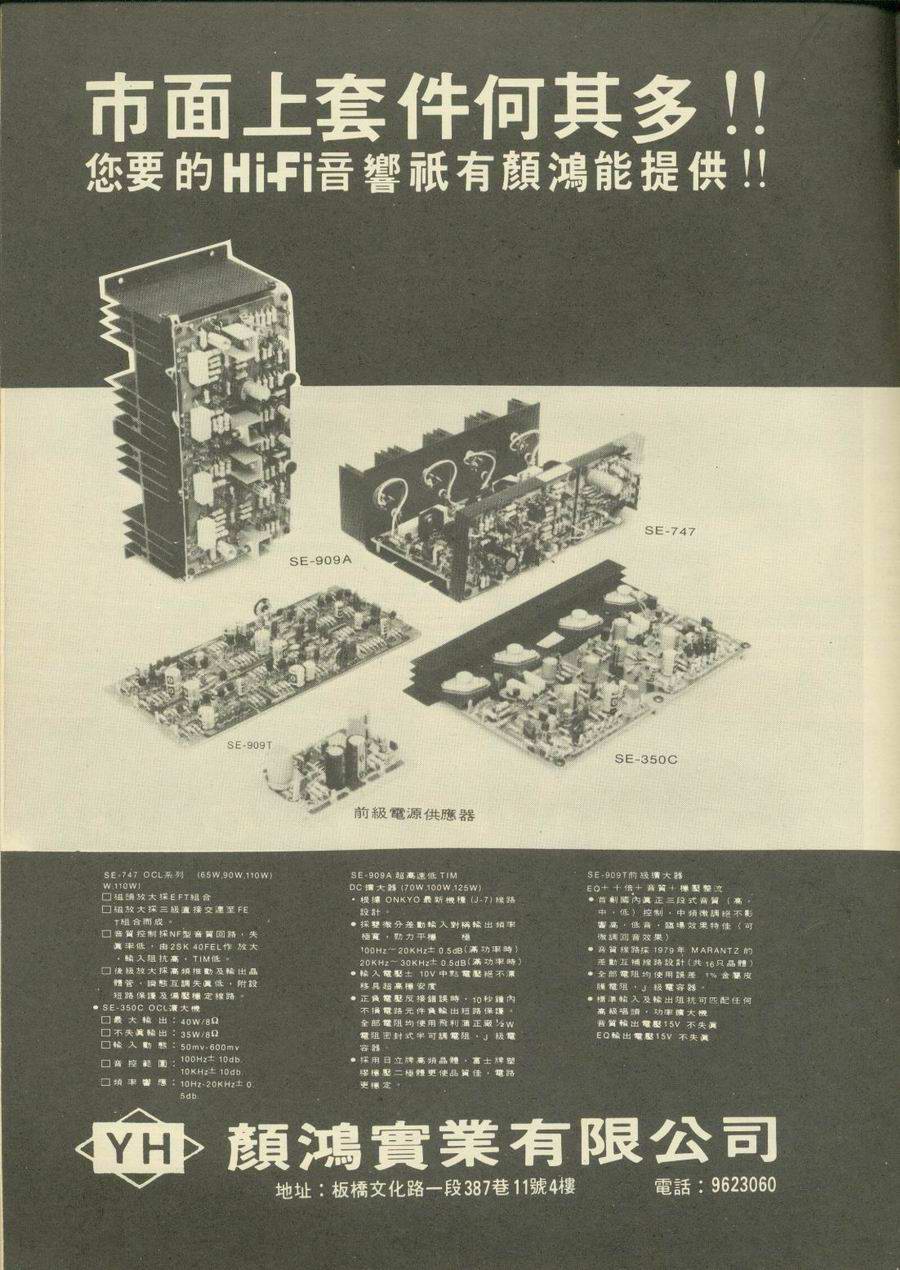 市面上套件何其多!!
您要的Hi-Fi音響祇有顏鴻能提供!!
SE-909A
SE-747
SE-909T
SE-350C
前級電源供應器
SE-747 OCL系列 (65W,90W,110W)
W,110W)
□磁頭放大採EFT組合
□磁放大採三級直接交連至FE
T組合而成。
□音質控制採NF型音質回路,失
真率低,由2SK 40FEL作 放大
,輸入阻抗高,TIM低。
□後級放大採高頻推動及輸出晶
體管,瞬態互調失真低,附設
短路保護及偏壓穩定線路。
●SE-350C OCL擴大機
□最大輸出:40W/8Ω
□不失真輸出:35W/8Ω
□輸入動態:50mv-600mv
□音控範圍:100Hz±10db.
10KHz±10db.
□頻率響應:10Hz-20KHz±0.
5db.
SE-909A 超高速低TIM
DC擴大器 (70W,100W,125W)
·根據ONKYO最新機種(J-7)線路
設計。
●採雙微分差動輸入對稱輸出頻率
極寬,勁力平穩 極
100Hz~20KHz±0.5dB(滿功率時)
20KHz~30KHz±0.5dB(滿功率時)
●輸入電壓±10V中點電壓絕不漂
移具超高穩安度
●正負電壓反接錯誤時,10秒鐘內
不損電路元件負輸出短路保護。
全部電阻均使用飛利浦正廠½W
電阻密封式半可調電阻,J級電
容器。
●採用日立牌高頻晶體,富士牌塑
膠穩壓二極體更使品質佳,電路
更穩定。
SE-909T前級擴大器
EQ++十倍+音質+穩壓整流
●首創國內真正三段式音質(高,
中,低)控制,中頻微調絕不影
響高,低音,臨場效果特佳(可
微調回音效果)
●音質線路採1979年MARANTZ的
差動互補線路設計(共16只晶體)
●全部電阻均使用誤差1%金屬皮
膜電阻,J級電容器。
●標準輸入及輸出阻抗可匹配任何
高級唱頭,功率擴大機
音質輸出電壓15V 不失真
EQ輸出電壓15V 不失真
YH 顏鴻實業有限公司
地址:板橋文化路一段387巷11號4樓 電話:9623060